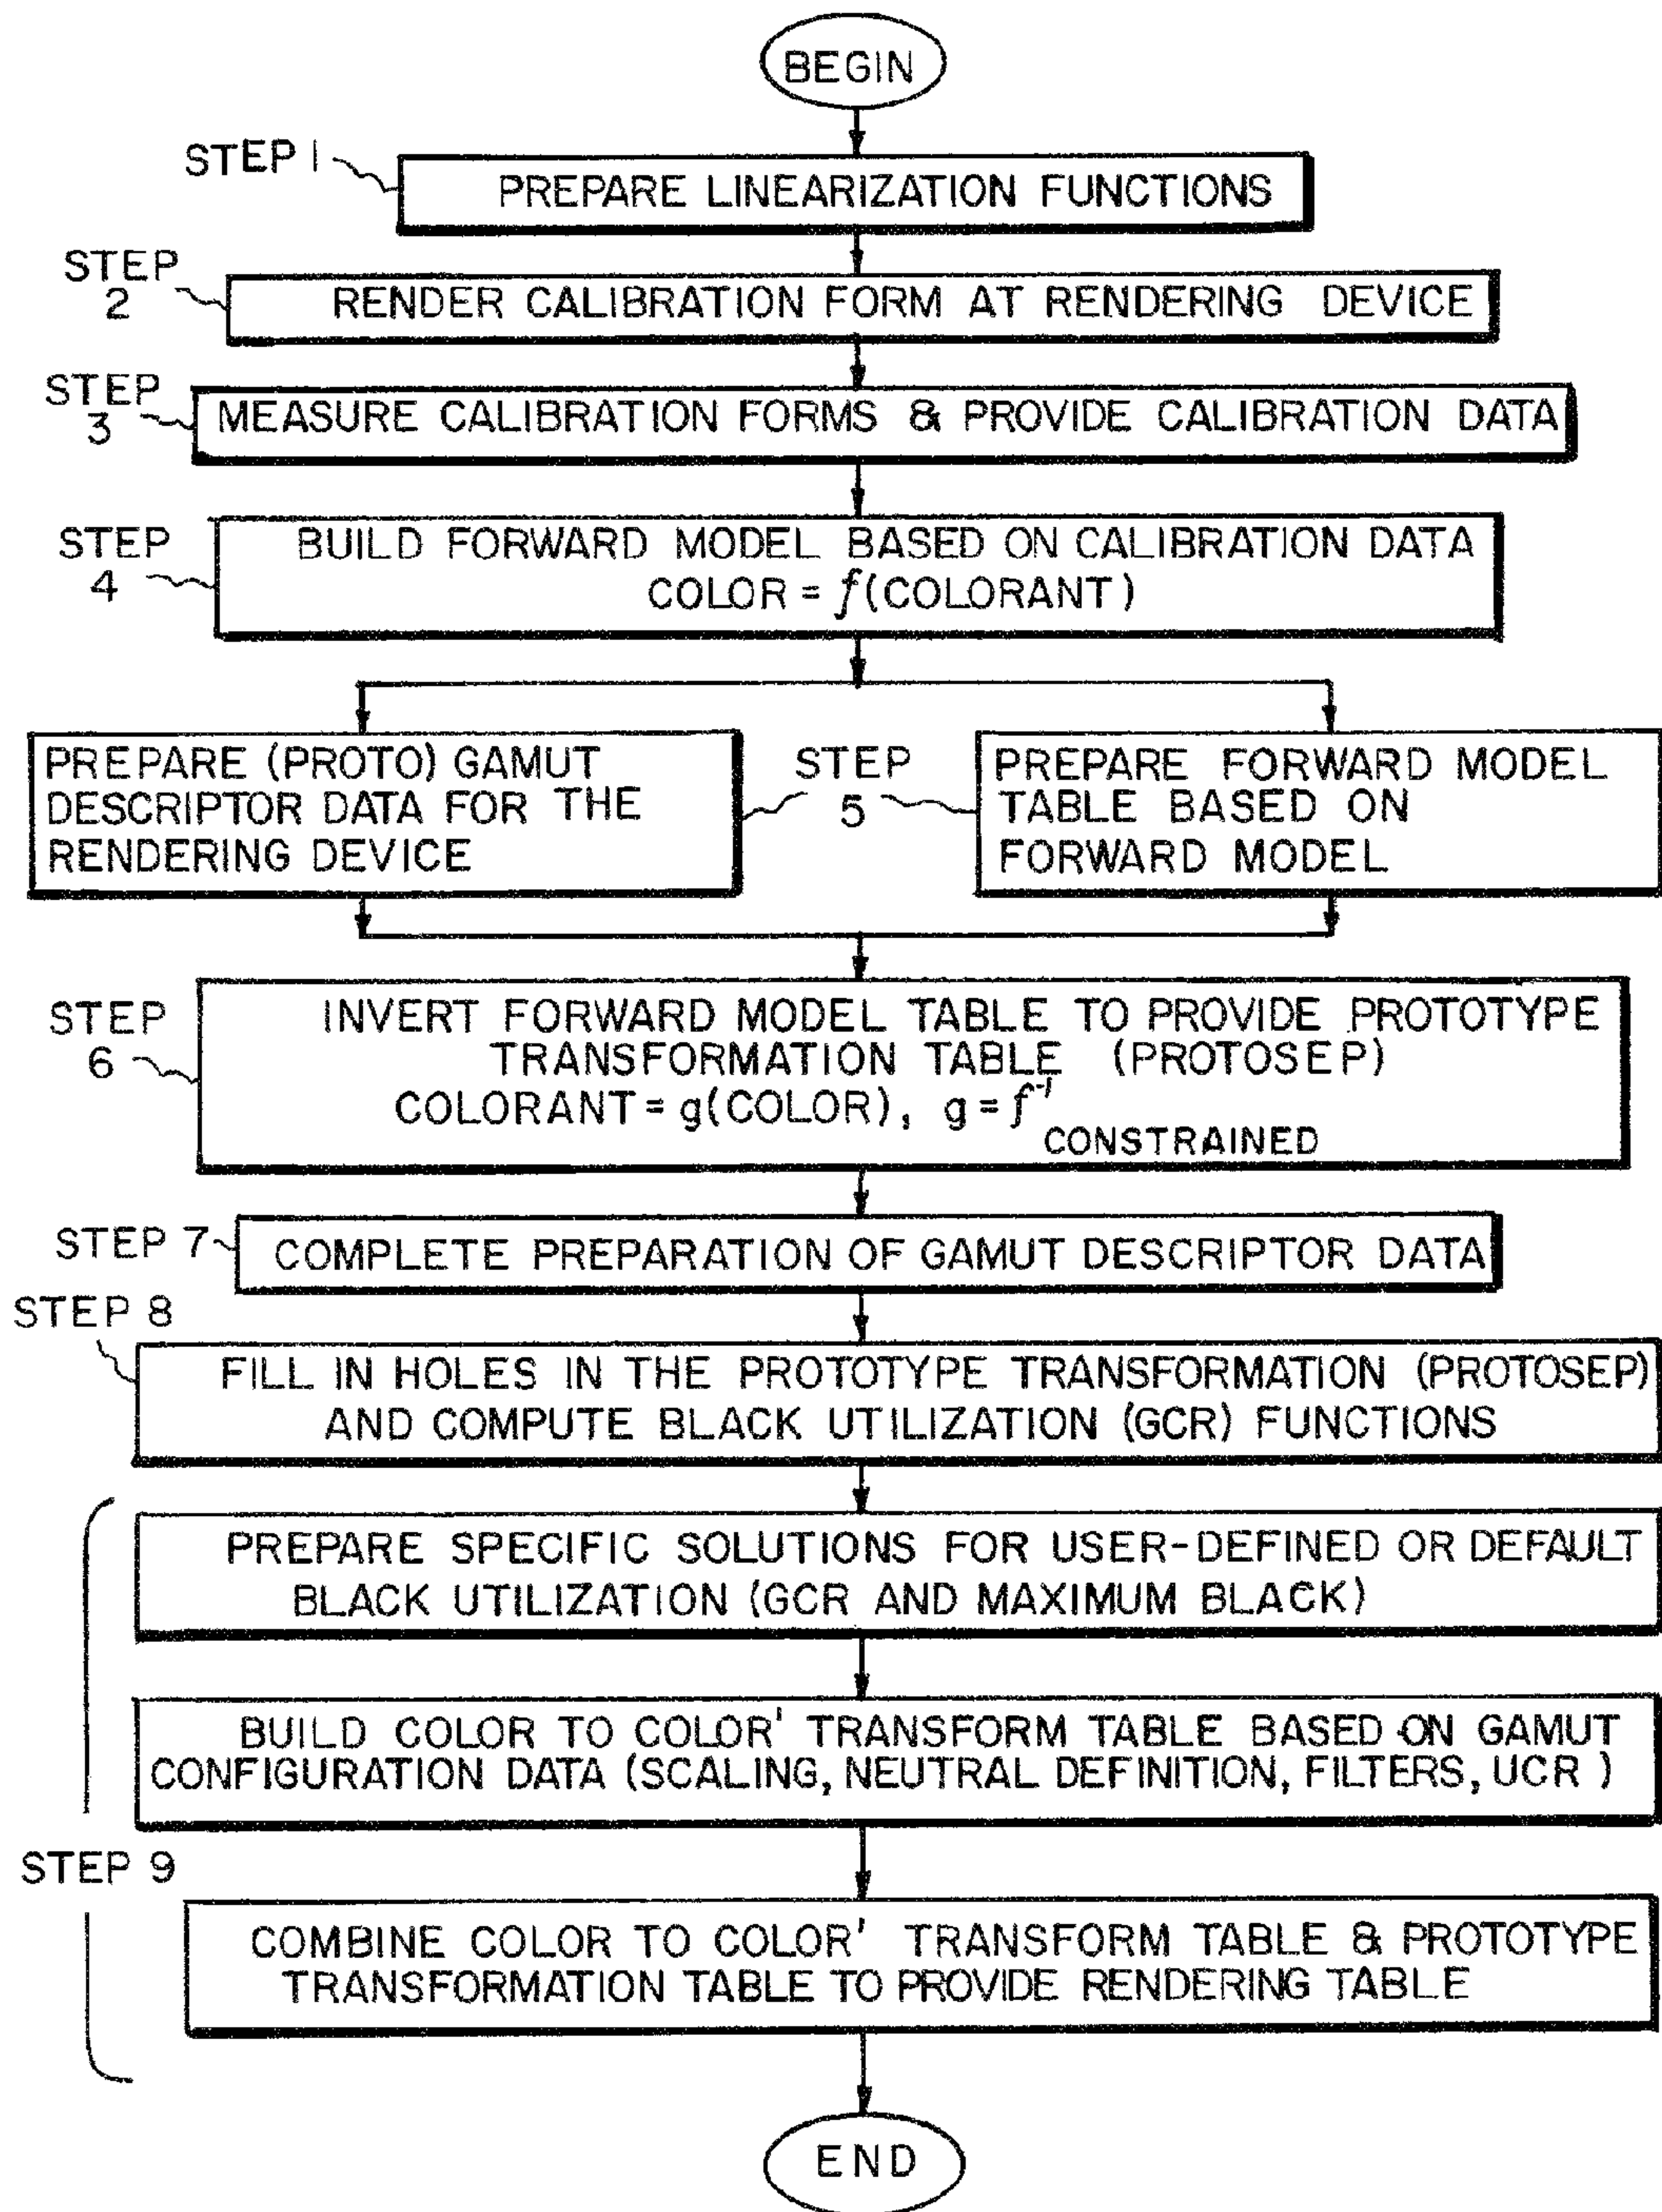 BEGIN
STEP 1
PREPARE LINEARIZATION FUNCTIONS
STEP
2
RENDER CALIBRATION FORM AT RENDERING DEVICE
STEP
3
MEASURE CALIBRATION FORMS & PROVIDE CALIBRATION DATA
STEP
4
BUILD FORWARD MODEL BASED ON CALIBRATION DATA
COLOR = f(COLORANT)
PREPARE (PROTO) GAMUT
DESCRIPTOR DATA FOR THE
RENDERING DEVICE
STEP
5
PREPARE FORWARD MODEL
TABLE BASED ON
FORWARD MODEL
STEP
6
INVERT FORWARD MODEL TABLE TO PROVIDE PROTOTYPE
TRANSFORMATION TABLE (PROTOSEP)
COLORANT = g(COLOR), g = f⁻¹
CONSTRAINED
STEP 7
COMPLETE PREPARATION OF GAMUT DESCRIPTOR DATA
STEP 8
FILL IN HOLES IN THE PROTOTYPE TRANSFORMATION (PROTOSEP)
AND COMPUTE BLACK UTILIZATION (GCR) FUNCTIONS
PREPARE SPECIFIC SOLUTIONS FOR USER-DEFINED OR DEFAULT
BLACK UTILIZATION (GCR AND MAXIMUM BLACK)
BUILD COLOR TO COLOR' TRANSFORM TABLE BASED ON GAMUT
CONFIGURATION DATA (SCALING, NEUTRAL DEFINITION, FILTERS, UCR )
STEP 9
COMBINE COLOR TO COLOR' TRANSFORM TABLE & PROTOTYPE
TRANSFORMATION TABLE TO PROVIDE RENDERING TABLE
END